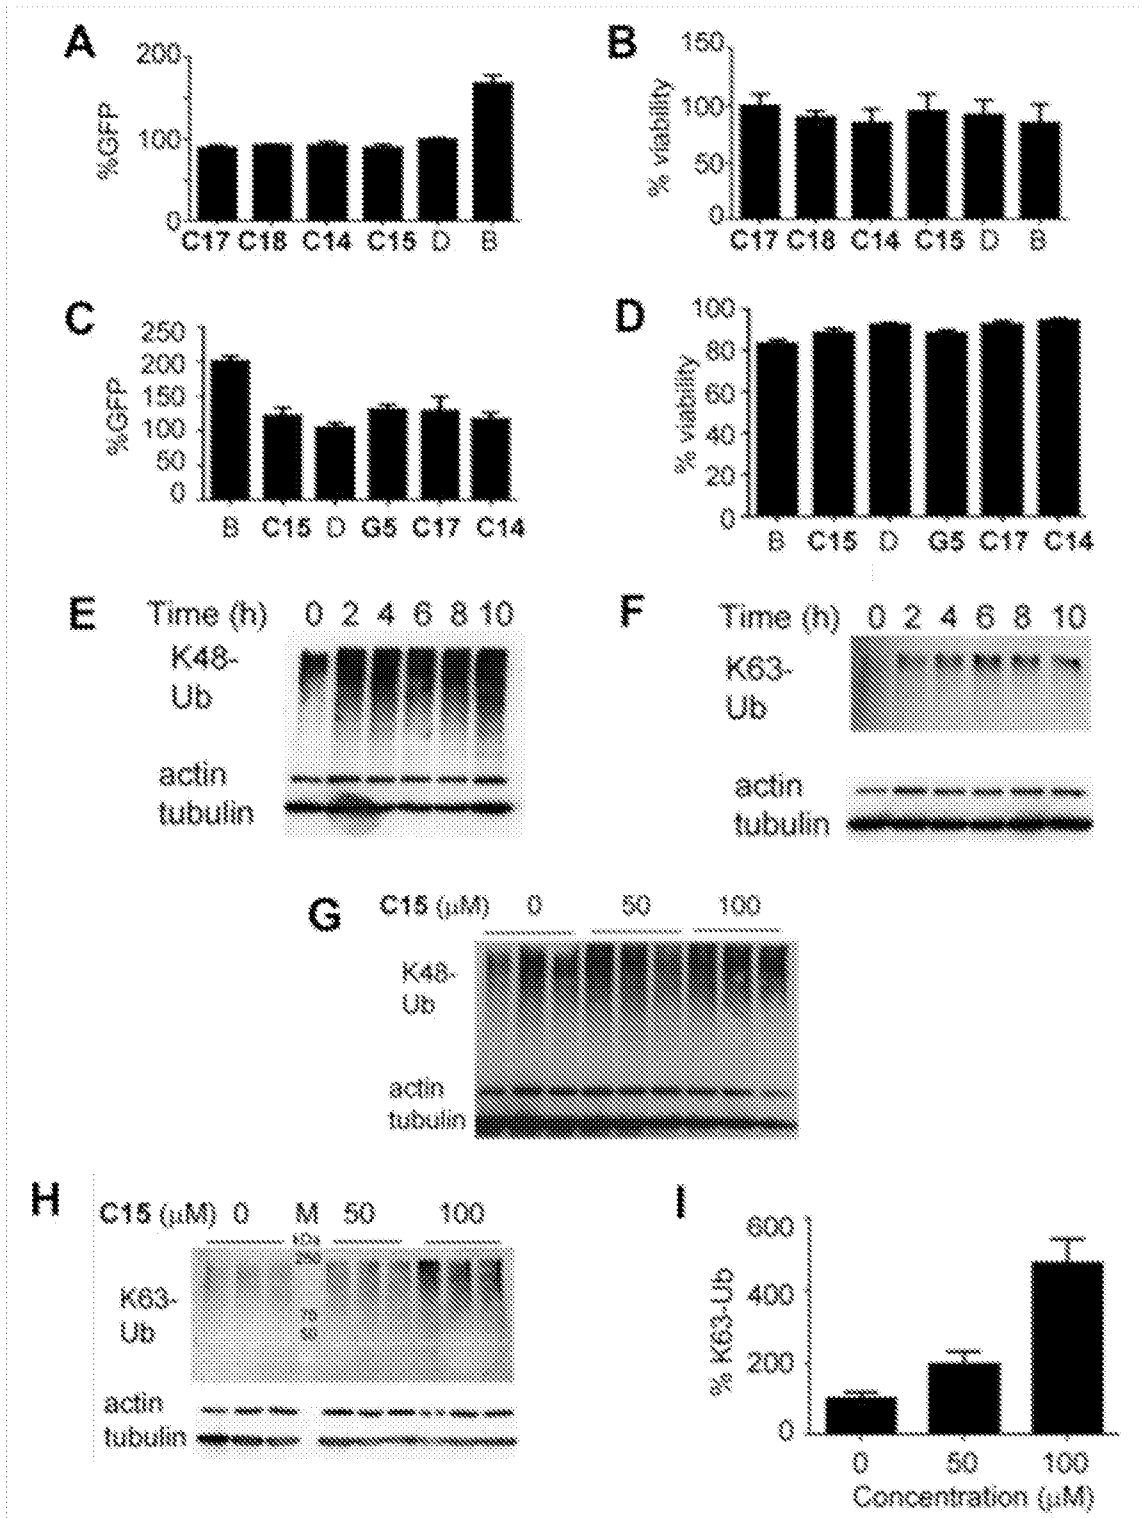 A
%GFP
200
100
0
C17 C18 C14 C15 D B
B
% viability
150
100
50
0
C17 C18 C14 C15 D B
C
%GFP
250
200
150
100
50
0
B C15 D G5 C17 C14
D
% viability
100
80
60
40
20
0
B C15 D G5 C17 C14
E
Time (h) 0 2 4 6 8 10
K48-
Ub
actin
tubulin
F
Time (h) 0 2 4 6 8 10
K63-
Ub
actin
tubulin
G
C15 (μM) 0 50 100
K48-
Ub
actin
tubulin
H
C15 (μM) 0 M 50 100
kDa
250
K63-
Ub
actin
tubulin
I
% K63-Ub
600
400
200
0
0 50 100
Concentration (μM)